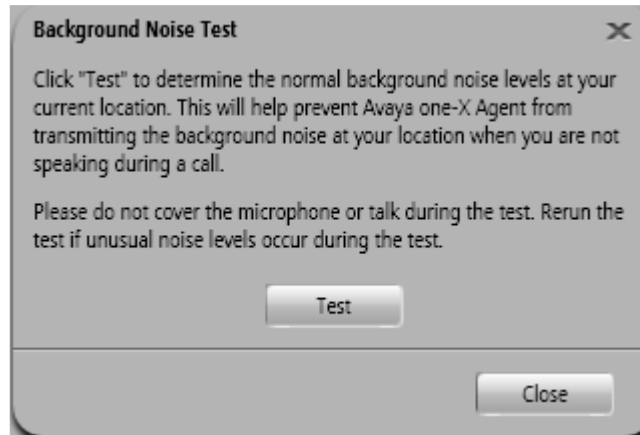 Background Noise Test
Click "Test" to determine the normal background noise levels at your
current location. This will help prevent Avaya one-X Agent from
transmitting the background noise at your location when you are not
speaking during a call.
Please do not cover the microphone or talk during the test. Rerun the
test if unusual noise levels occur during the test.
Test
Close